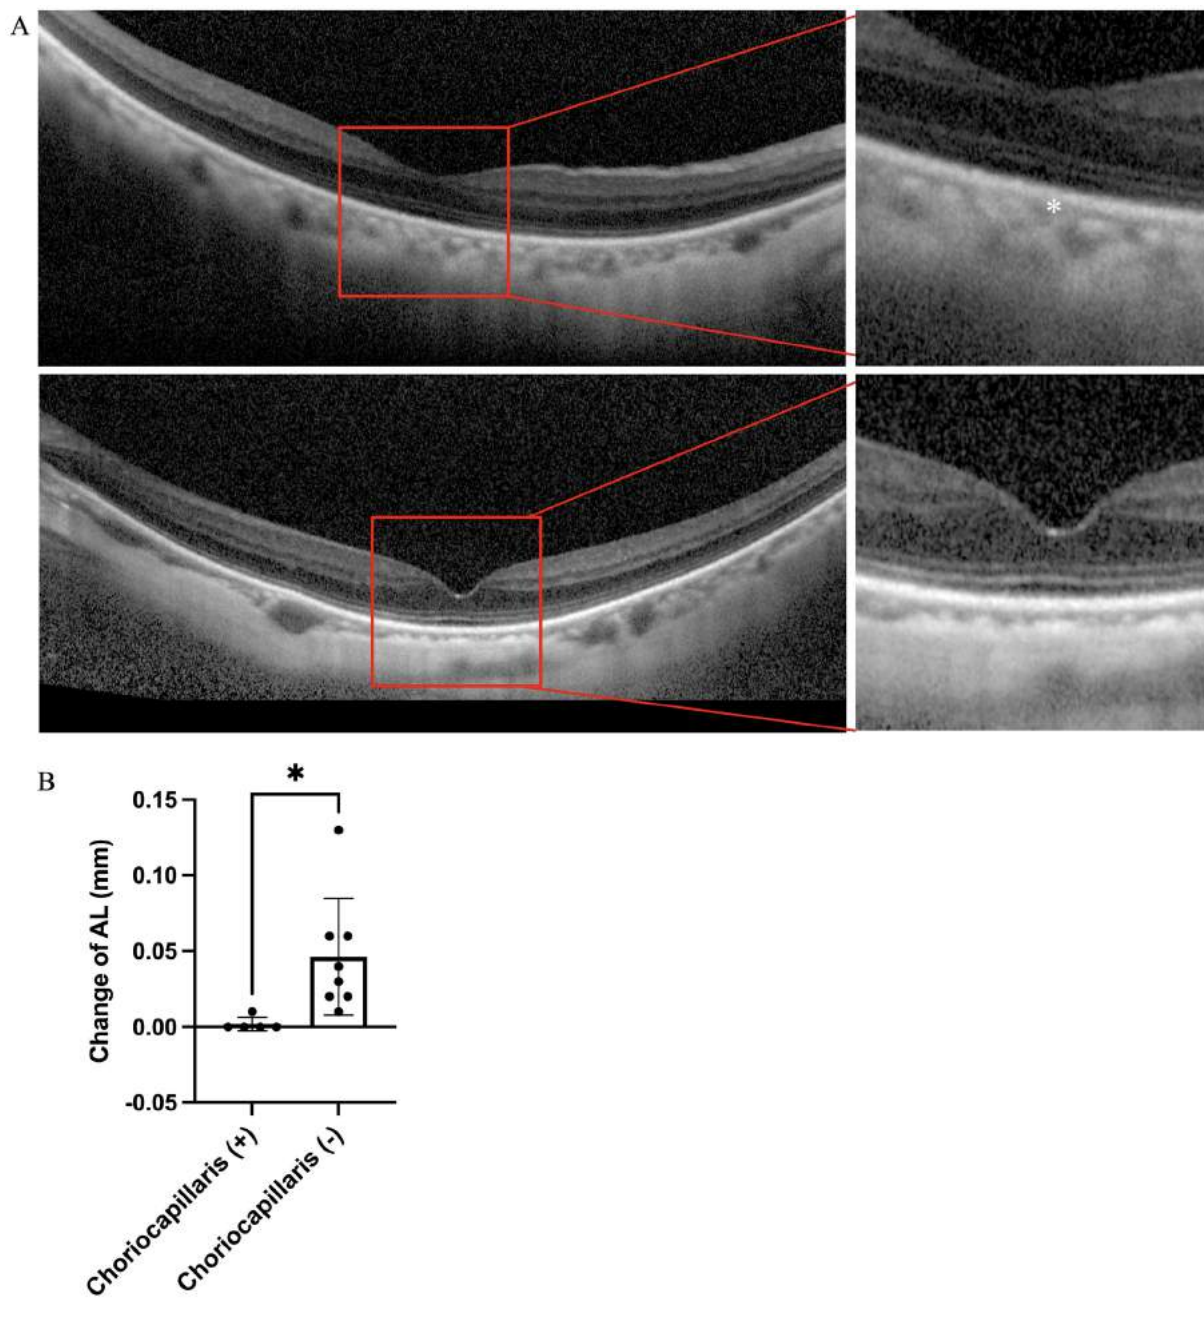 A
*
B
*
0.15
0.10
0.05
0.00
-0.05
Change of AL (mm)
Choriocapillaris (+)
Choriocapillaris (-)